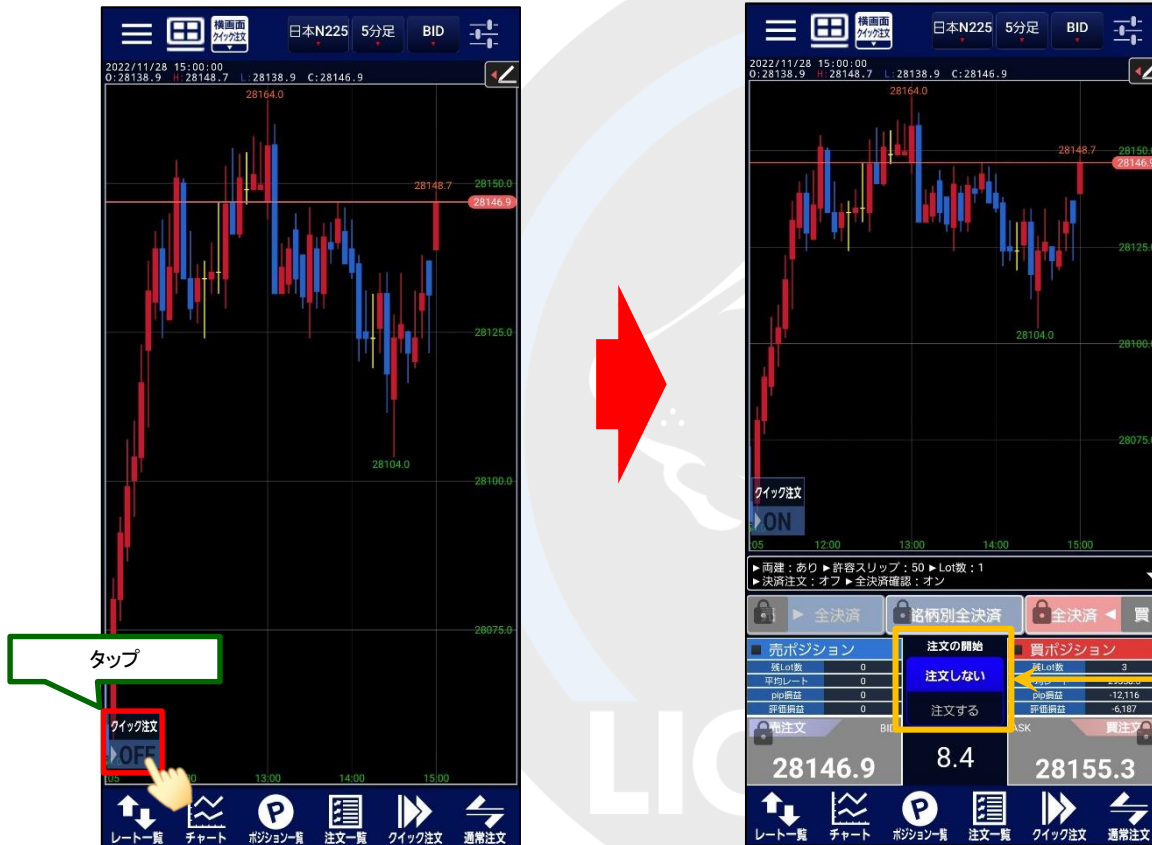 横画面
クイック注文
日本N225 5分足 BID
2022/11/28 15:00:00
O:28138.9 H:28148.7 L:28138.9 C:28146.9
28164.0
28148.7
28150.0
28146.9
28125.0
28104.0
28100.0
28075.0
タップ
クイック注文
OFF
:05 13:00 14:00 15:00
レート一覧 チャート ポジション一覧 注文一覧 クイック注文 通常注文
横画面
クイック注文
日本N225 5分足 BID
2022/11/28 15:00:00
O:28138.9 H:28148.7 L:28138.9 C:28146.9
28164.0
28148.7
28150.0
28146.9
28125.0
28104.0
28100.0
28075.0
クイック注文
ON
:05 12:00 13:00 14:00 15:00
►両建:あり ►許容スリップ:50 ►Lot数:1
►決済注文:オフ ►全決済確認:オン
► 全決済 銘柄別全決済 全決済 ◄ 買
売ポジション 注文の開始 買ポジション
残Lot数 0 注文しない 残Lot数 3
平均レート 0
pip損益 0 注文する pip損益 -12,116
評価損益 0 評価損益 -6,187
売注文 BID ASK 買注文
28146.9 8.4 28155.3
レート一覧 チャート ポジション一覧 注文一覧 クイック注文 通常注文
LIO